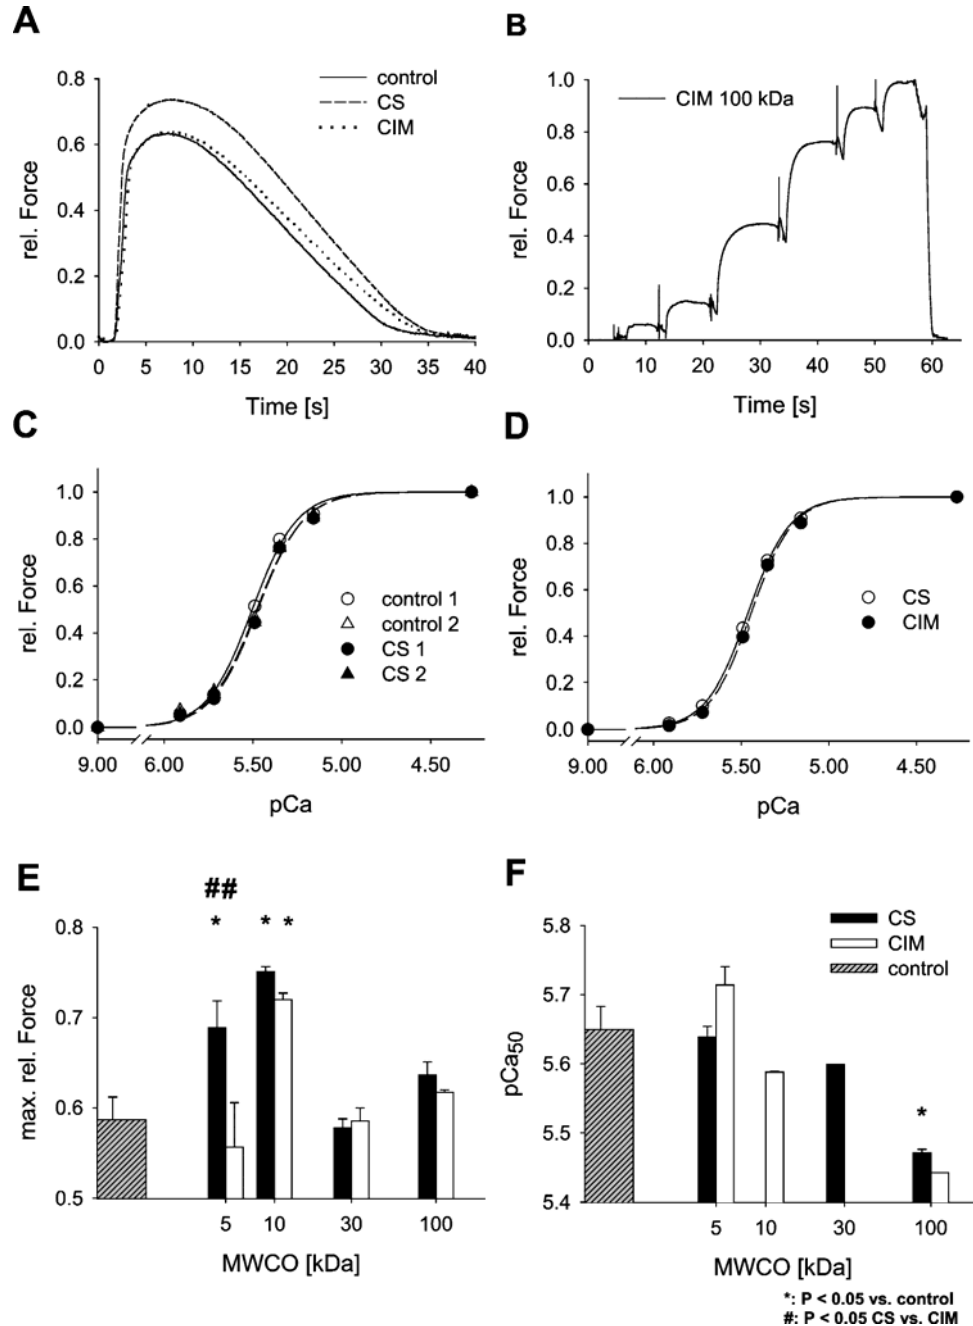 A
control
CS
CIM
0.8
0.6
0.4
0.2
0.0
rel. Force
0 5 10 15 20 25 30 35 40
Time [s]
B
CIM 100 kDa
1.0
0.8
0.6
0.4
0.2
0.0
rel. Force
0 10 20 30 40 50 60
Time [s]
C
1.0
0.8
0.6
0.4
0.2
0.0
rel. Force
control 1
control 2
CS 1
CS 2
9.00 6.00 5.50 5.00 4.50
pCa
D
1.0
0.8
0.6
0.4
0.2
0.0
rel. Force
CS
CIM
9.00 6.00 5.50 5.00 4.50
pCa
E
##
* * *
0.8
0.7
0.6
0.5
max. rel. Force
5 10 30 100
MWCO [kDa]
F
CS
CIM
control
5.8
5.7
5.6
5.5
5.4
pCa50
*
5 10 30 100
MWCO [kDa]
*: P < 0.05 vs. control
#: P < 0.05 CS vs. CIM